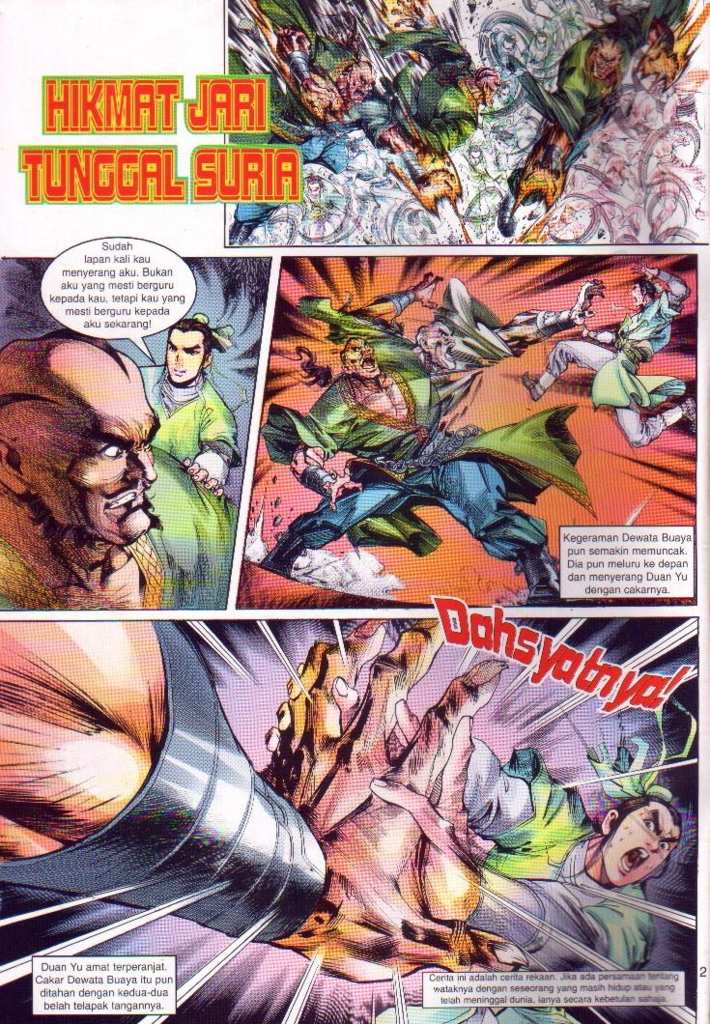 HIKMAT JARI
TUNGGAL SURIA
Sudah
lapan kali kau
menyerang aku. Bukan
aku yang mesti berguru
kepada kau, tetapi kau yang
mesti berguru kepada
aku sekarang!
Kegeraman Dewata Buaya
pun semakin memuncak.
Dia pun meluru ke depan
dan menyerang Duan Yu
dengan cakarnya.
Dahsyatnya!
Duan Yu amat terperanjat.
Cakar Dewata Buaya itu pun
ditahan dengan kedua-dua
belah telapak tangannya.
Cerita ini adalah cerita rekaan. Jika ada persamaan tentang
wataknya dengan seseorang yang masih hidup atau yang
telah meninggal dunia, ianya secara kebetulan sahaja.
2